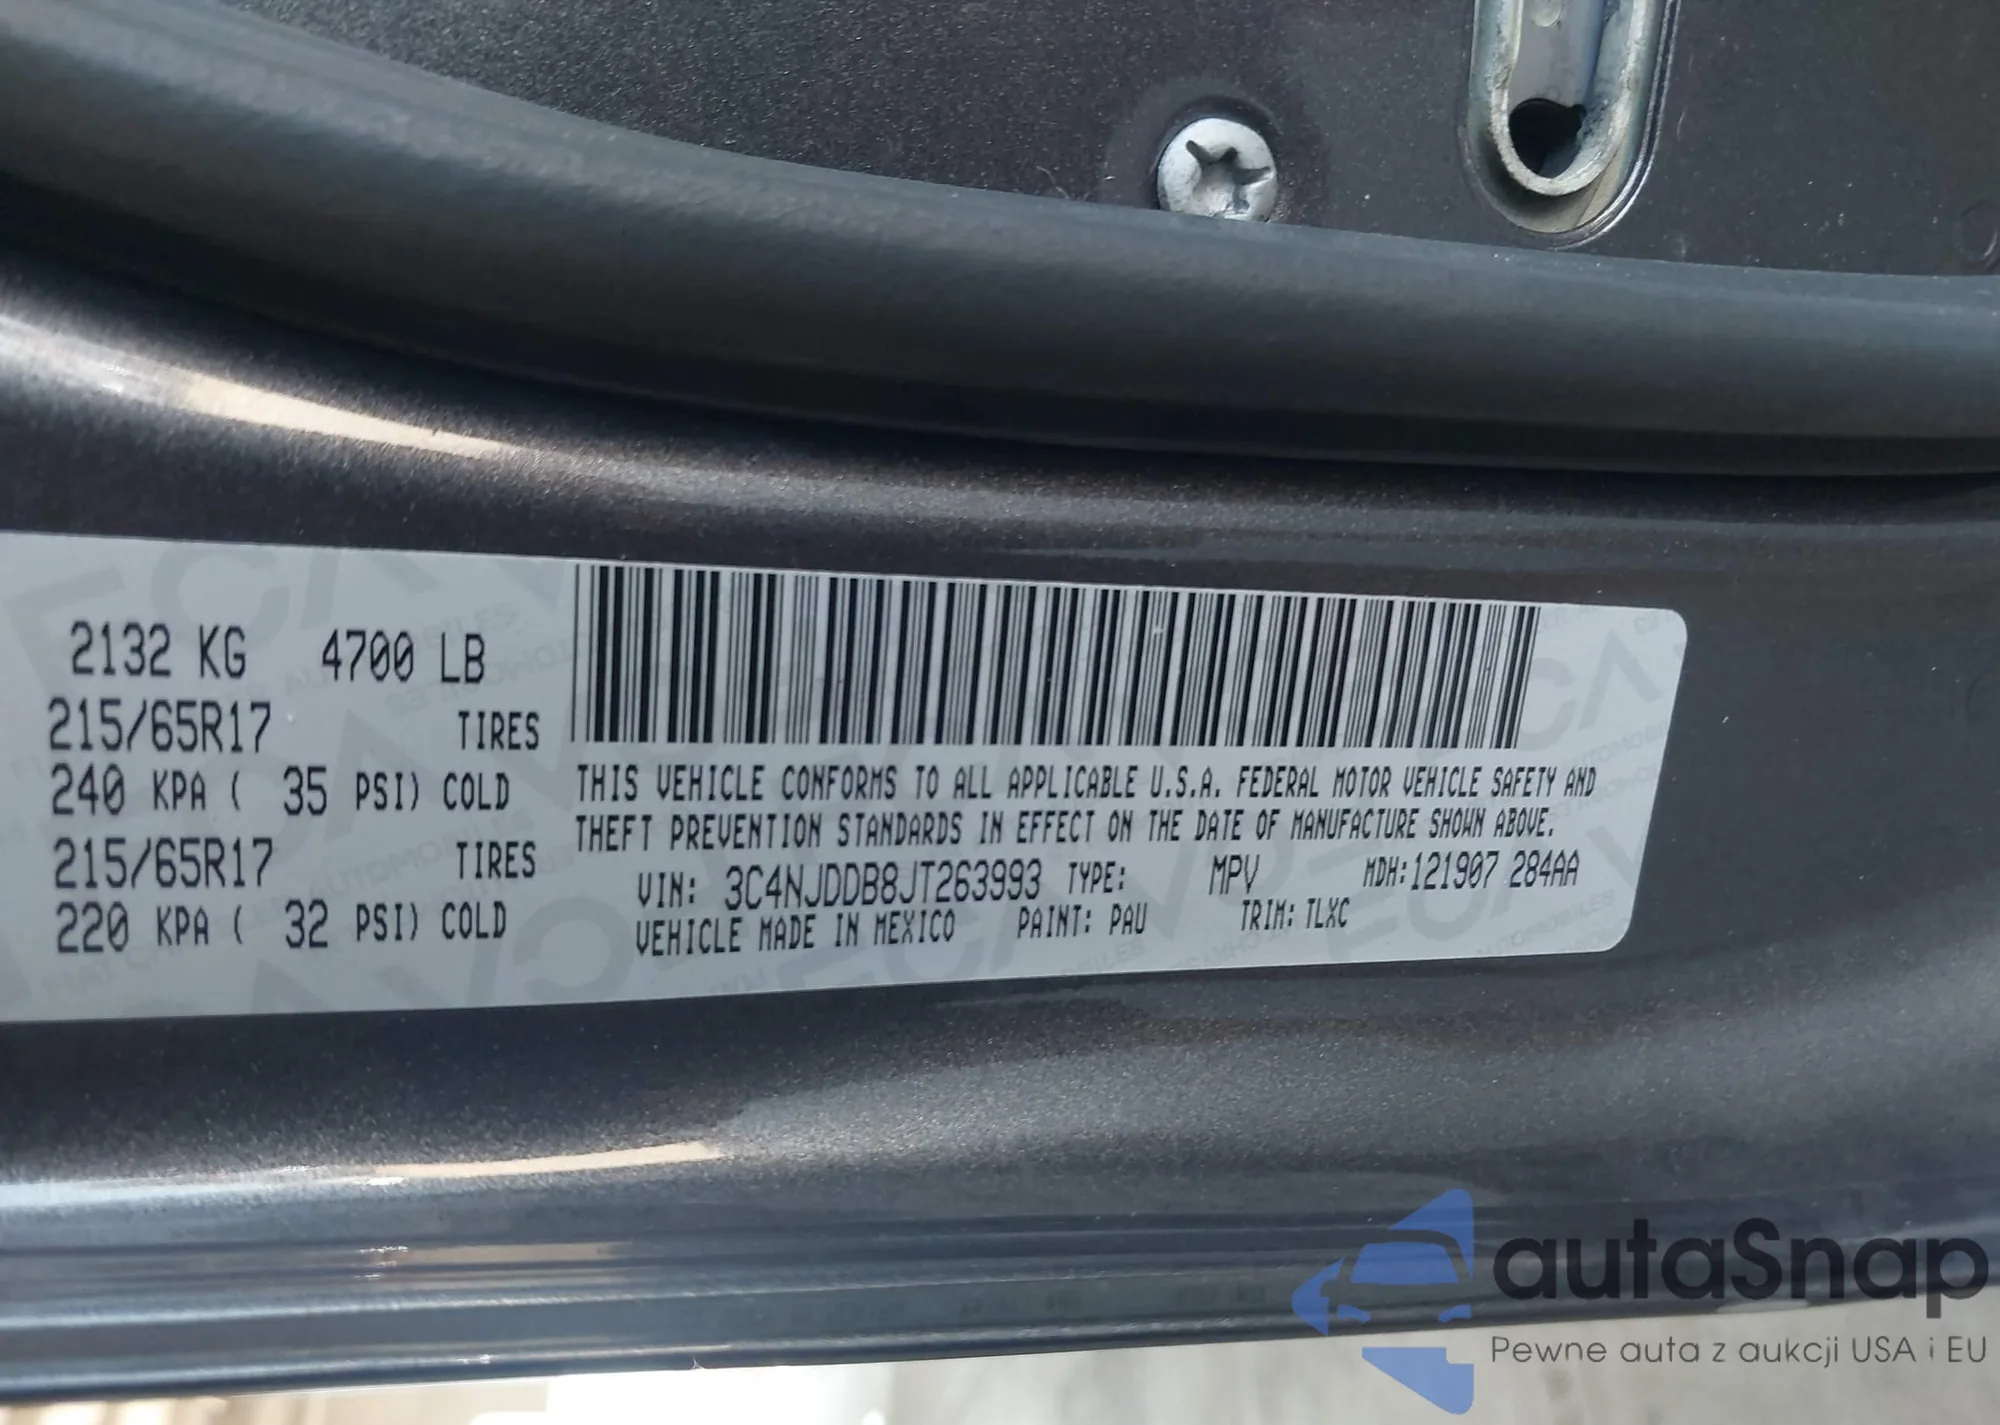 2132 KG 4700 LB
215/65R17 TIRES
240 KPA ( 35 PSI) COLD
215/65R17 TIRES
220 KPA ( 32 PSI) COLD
THIS VEHICLE CONFORMS TO ALL APPLICABLE U.S.A. FEDERAL MOTOR VEHICLE SAFETY AND
THEFT PREVENTION STANDARDS IN EFFECT ON THE DATE OF MANUFACTURE SHOWN ABOVE.
VIN: 3C4NJDDB8JT263993 TYPE: MPV MDH:121907 284AA
VEHICLE MADE IN MEXICO PAINT: PAU TRIM: TLXC
autaSnap
Pewne auta z aukcji USA i EU